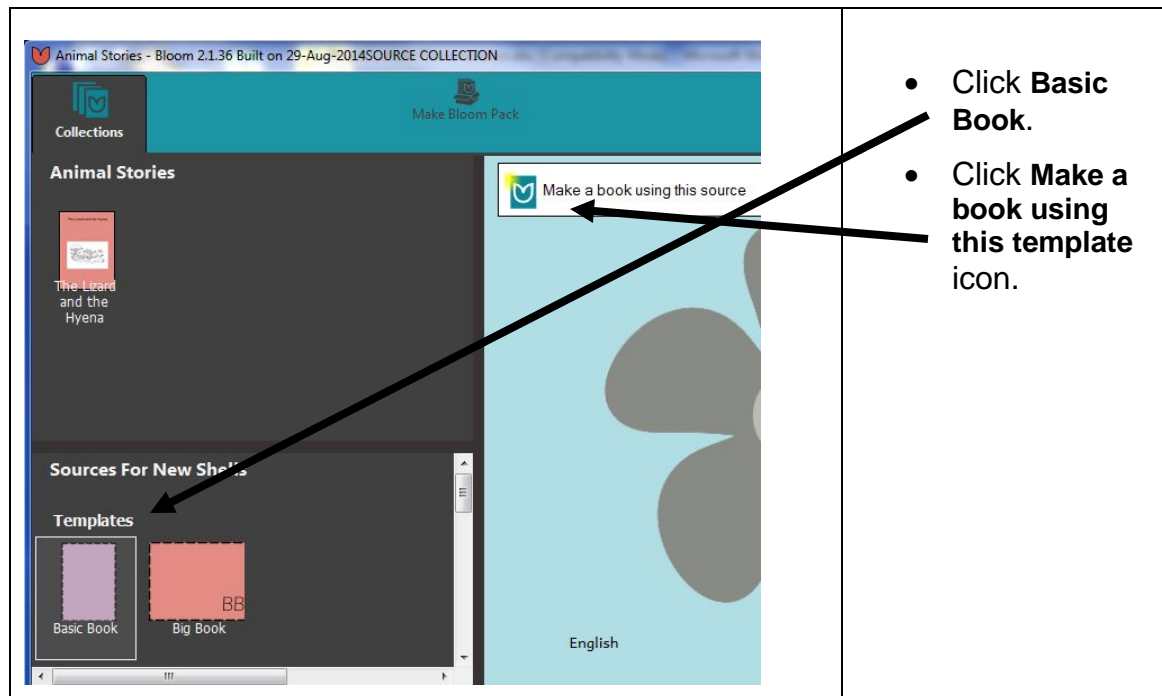 Animal Stories - Bloom 2.1.36 Built on 29-Aug-2014SOURCE COLLECTION
Collections
Make Bloom Pack
Animal Stories
The Lizard
and the
Hyena
Make a book using this source
Sources For New Shells
Templates
BB
Basic Book
Big Book
English
• Click Basic
Book.
• Click Make a
book using
this template
icon.